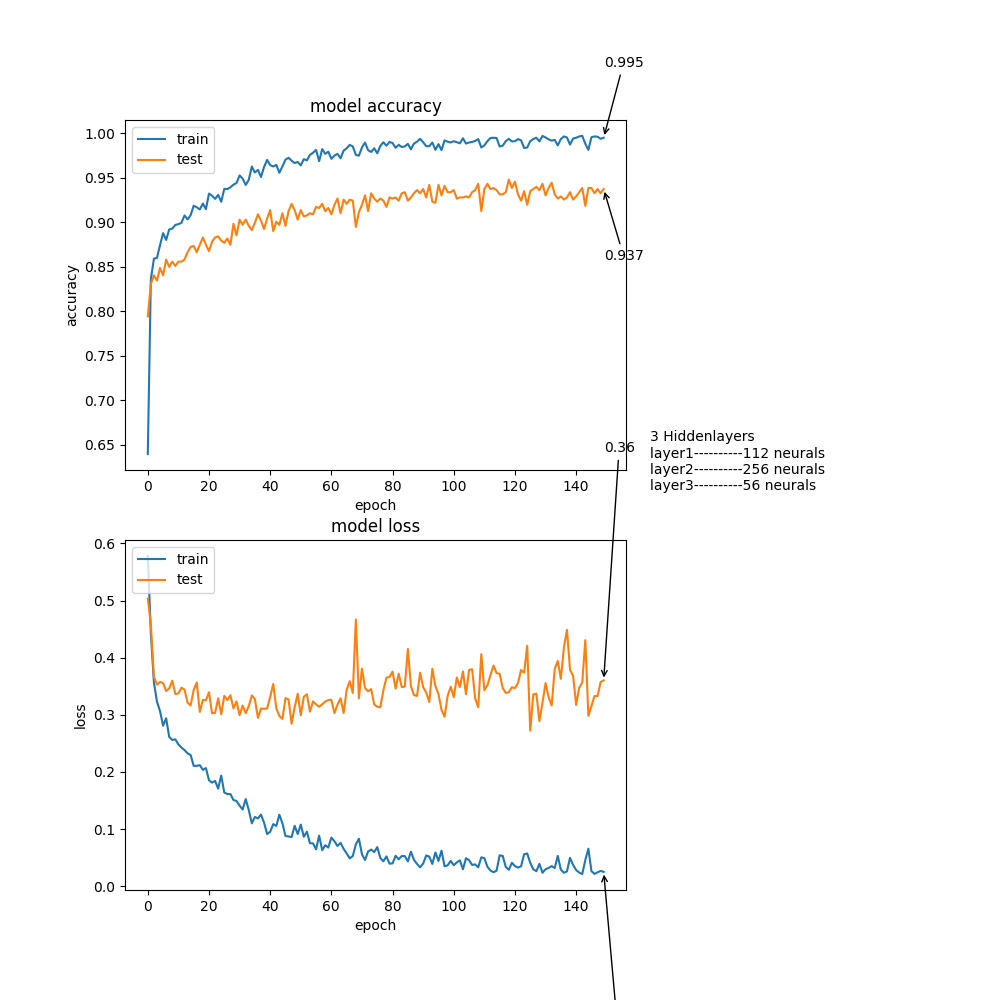 0.995
model accuracy
train
test
1.00
0.95
0.90
0.85
0.80
0.75
0.70
0.65
accuracy
0.937
0 20 40 60 80 100 120 140
epoch
0.36
3 Hiddenlayers
layer1----------112 neurals
layer2----------256 neurals
layer3----------56 neurals
model loss
train
test
0.6
0.5
0.4
0.3
0.2
0.1
0.0
loss
0 20 40 60 80 100 120 140
epoch